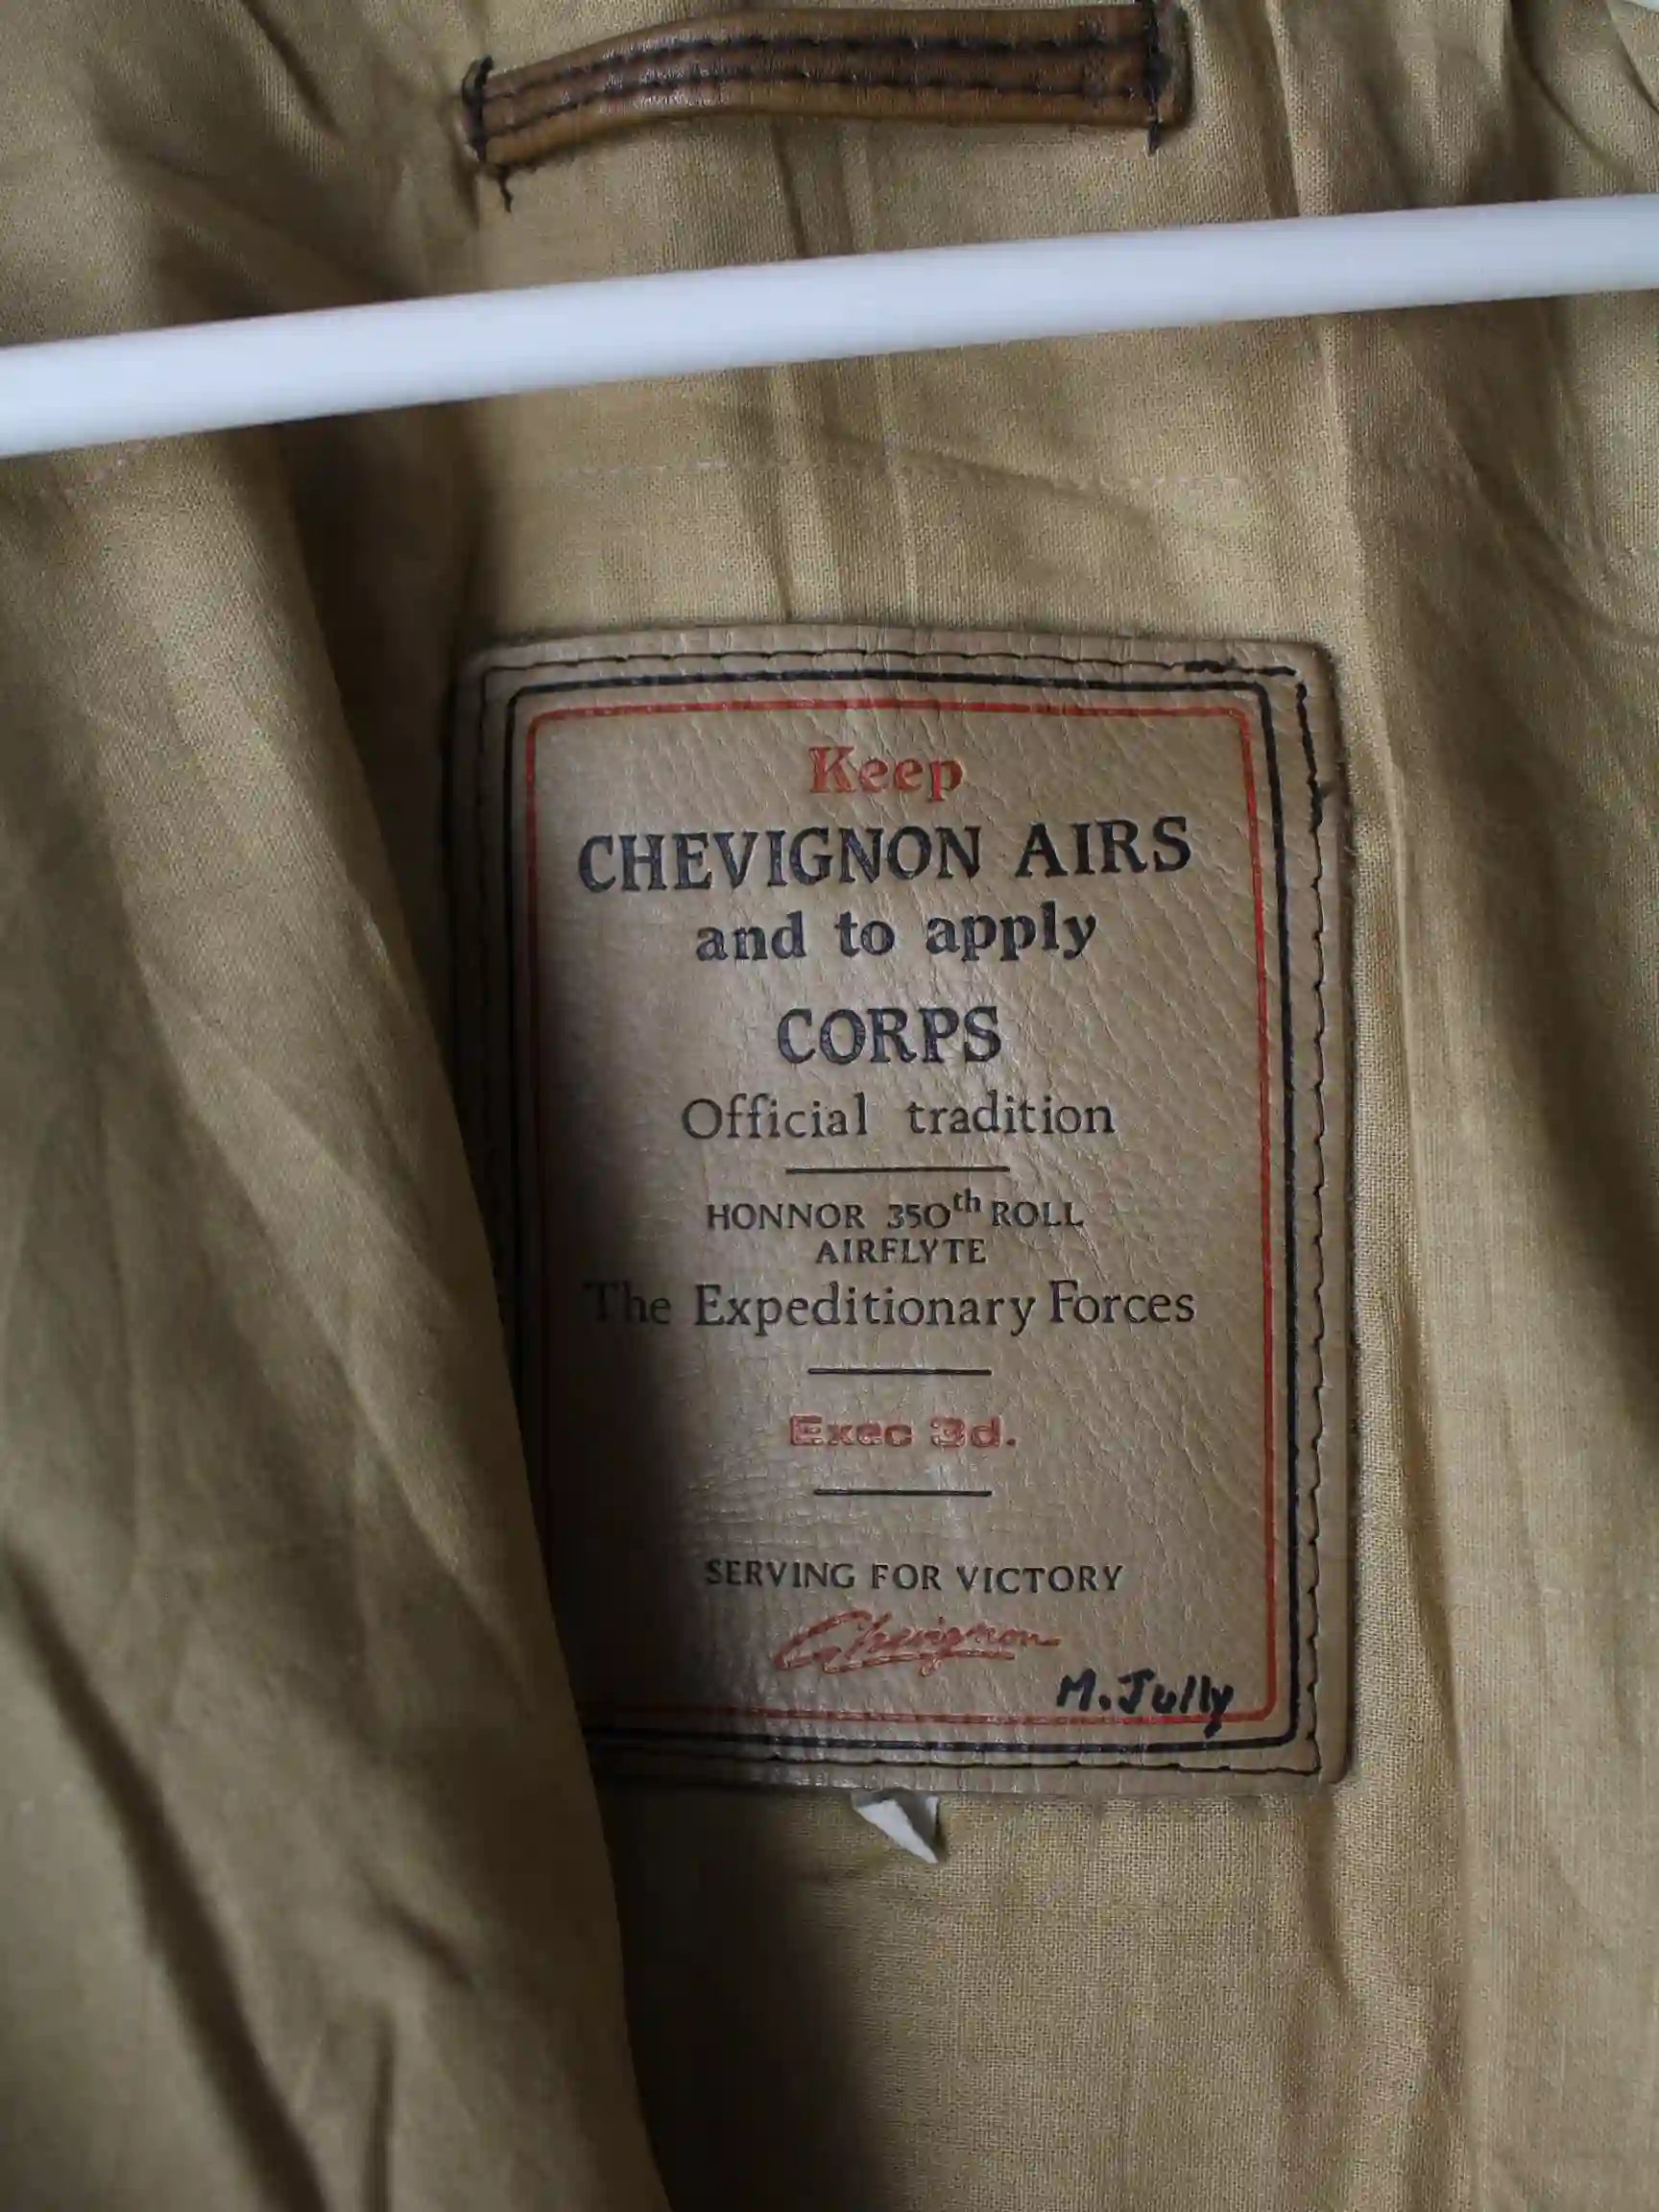 Keep
CHEVIGNON AIRS
and to apply
CORPS
Official tradition
HONNOR 350th ROLL
AIRFLYTE
The Expeditionary Forces
Exec 3d.
SERVING FOR VICTORY
Chevignon
M. Jully